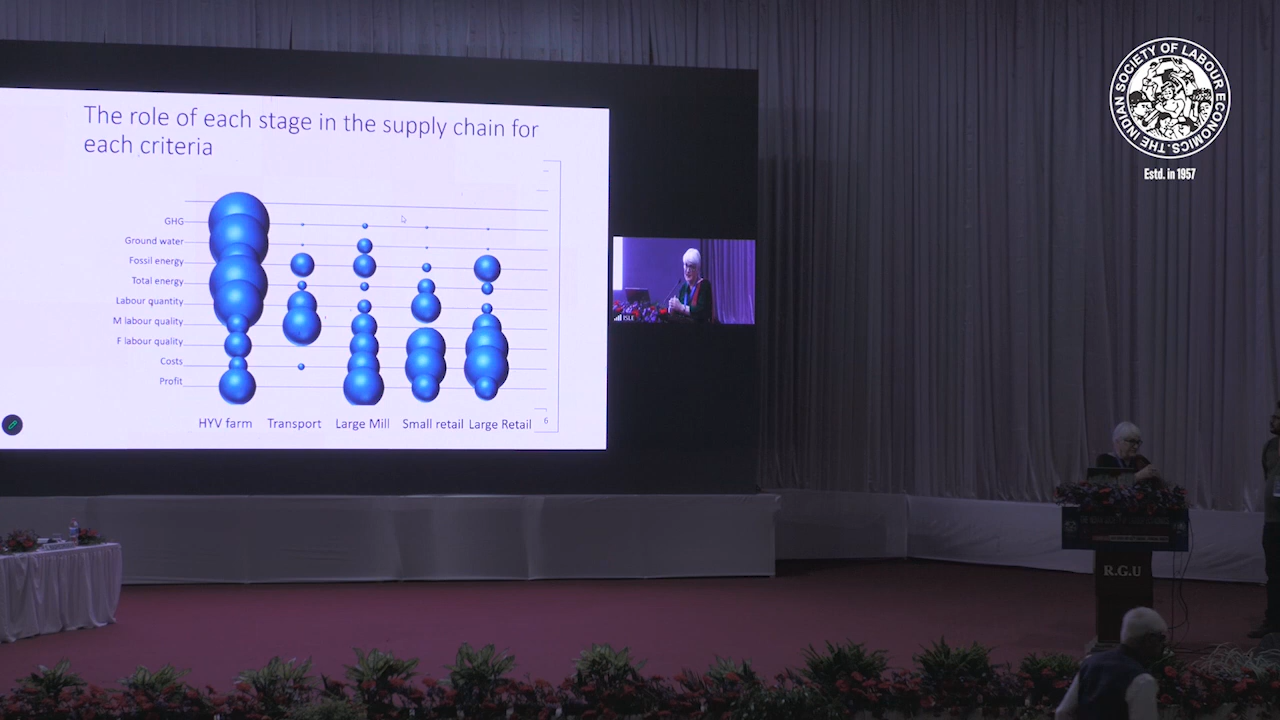 The role of each stage in the supply chain for
each criteria
GHG
Ground water
Fossil energy
Total energy
Labour quantity
M labour quality
F labour quality
Costs
Profit
HYV farm Transport Large Mill Small retail Large Retail
6
ISLE
THE INDIAN SOCIETY OF LABOUR ECONOMICS.
Estd. in 1957
R.G.U